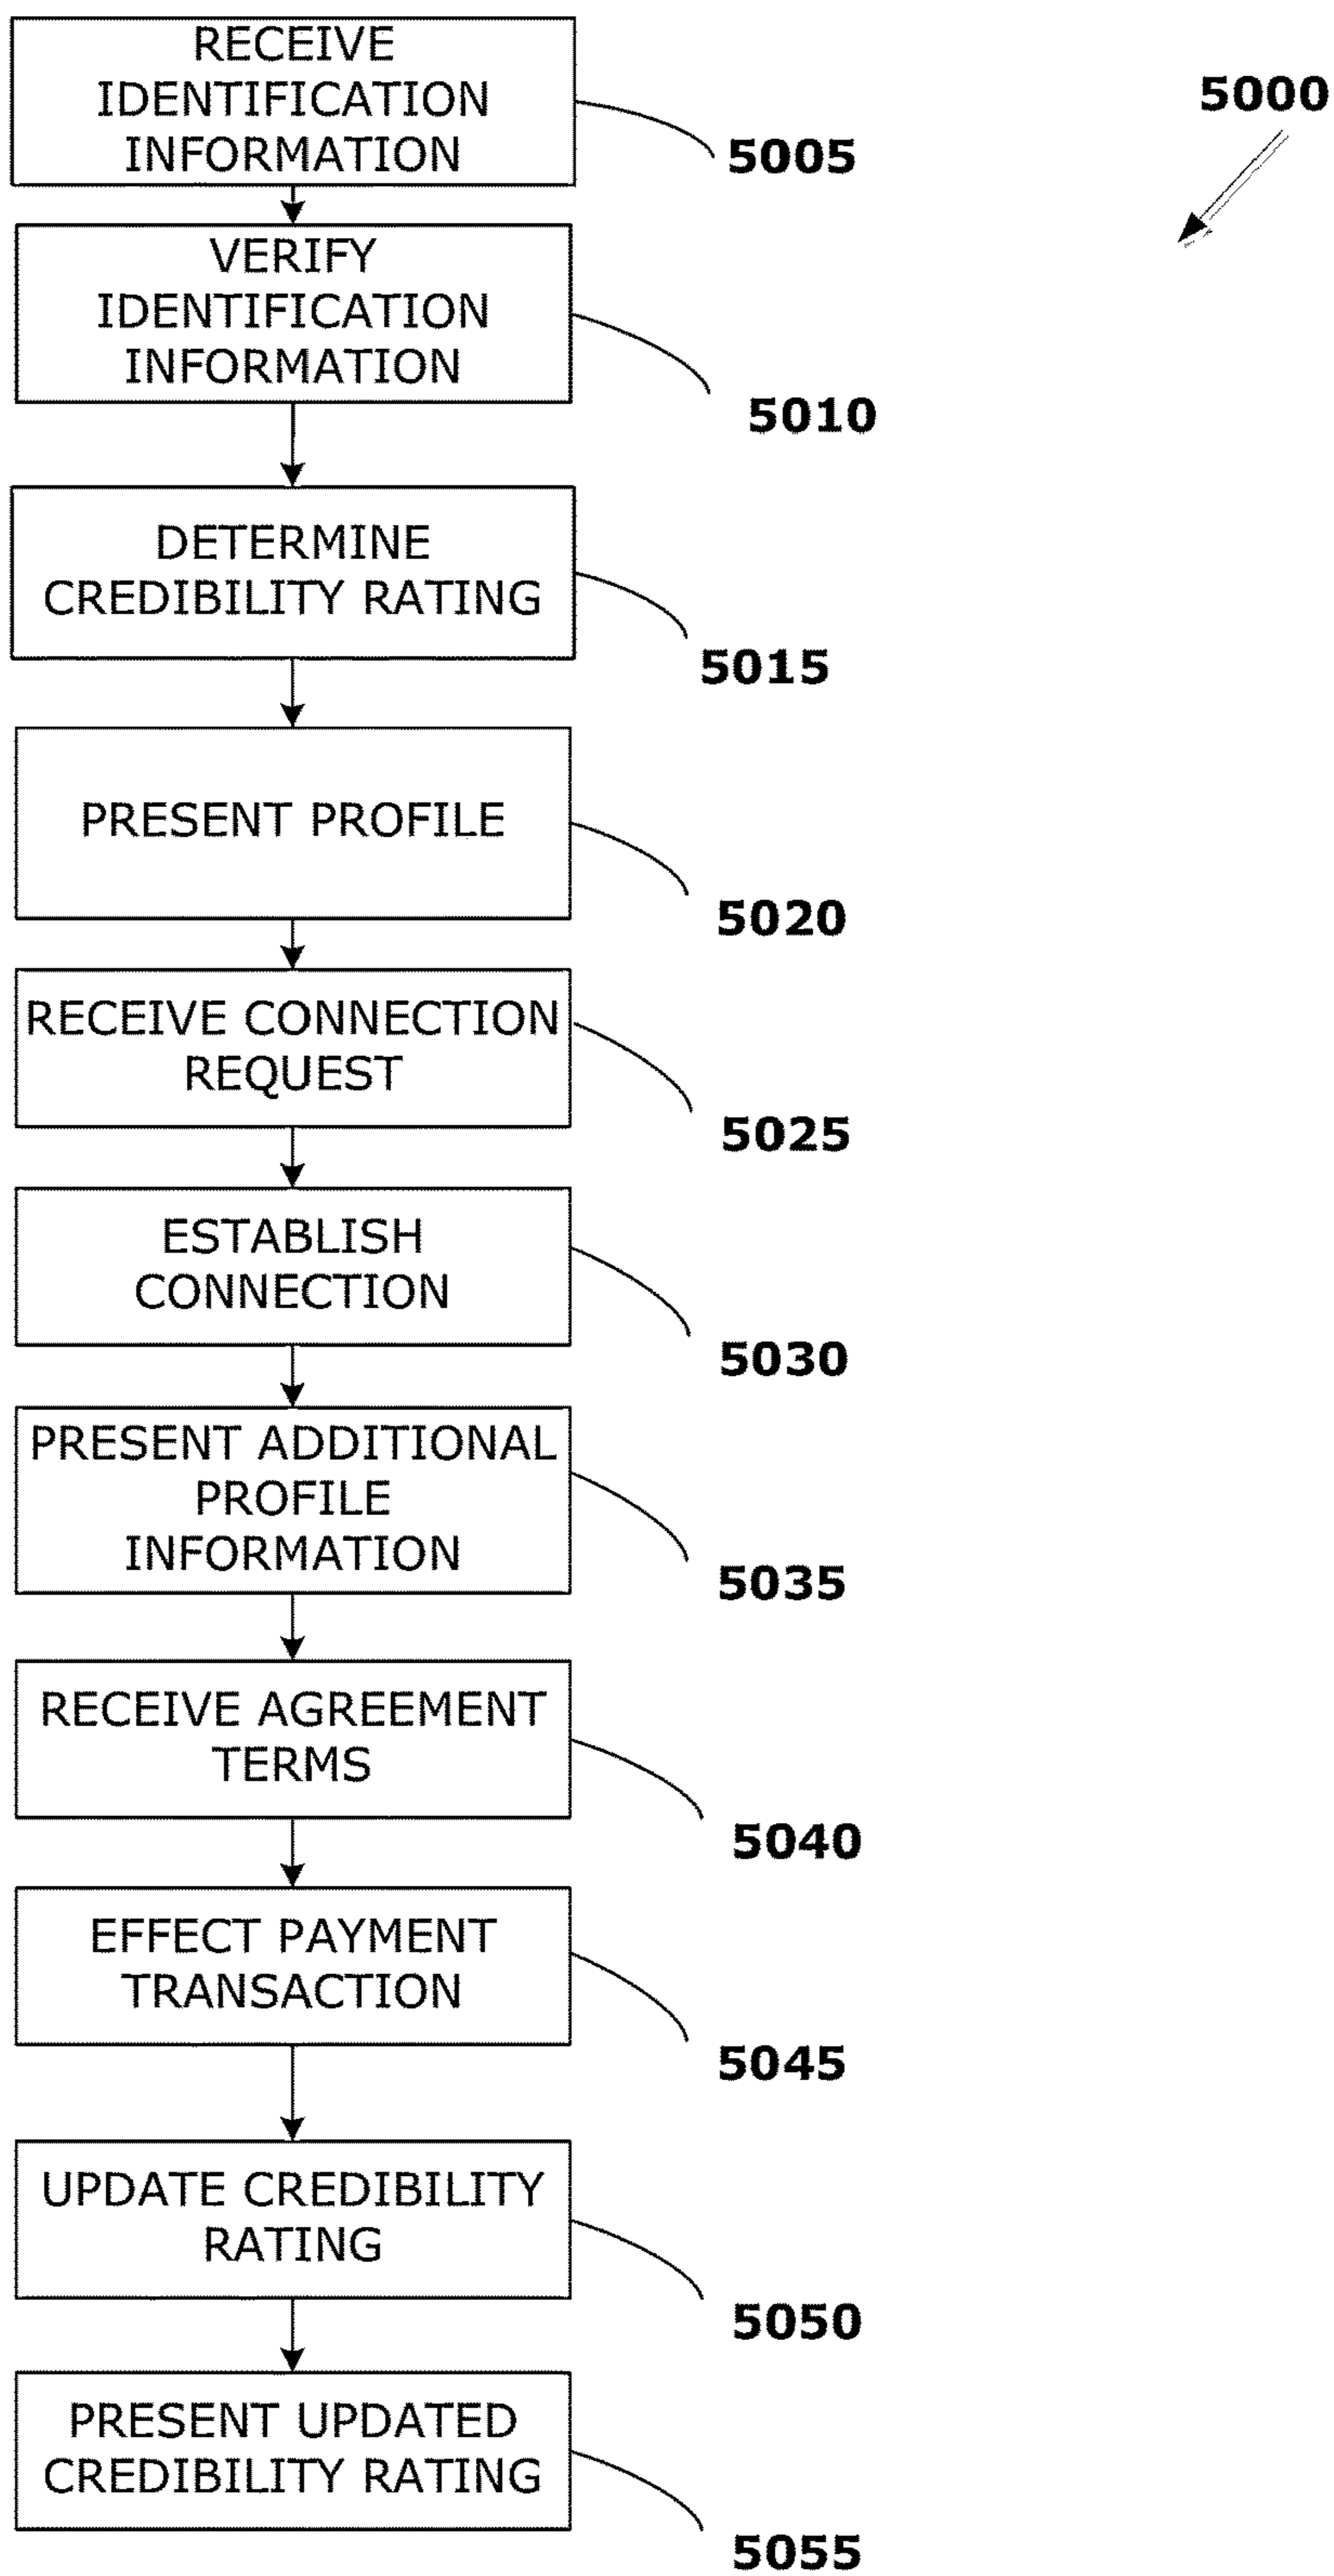 RECEIVE
IDENTIFICATION
INFORMATION
5000
5005
VERIFY
IDENTIFICATION
INFORMATION
5010
DETERMINE
CREDIBILITY RATING
5015
PRESENT PROFILE
5020
RECEIVE CONNECTION
REQUEST
5025
ESTABLISH
CONNECTION
5030
PRESENT ADDITIONAL
PROFILE
INFORMATION
5035
RECEIVE AGREEMENT
TERMS
5040
EFFECT PAYMENT
TRANSACTION
5045
UPDATE CREDIBILITY
RATING
5050
PRESENT UPDATED
CREDIBILITY RATING
5055